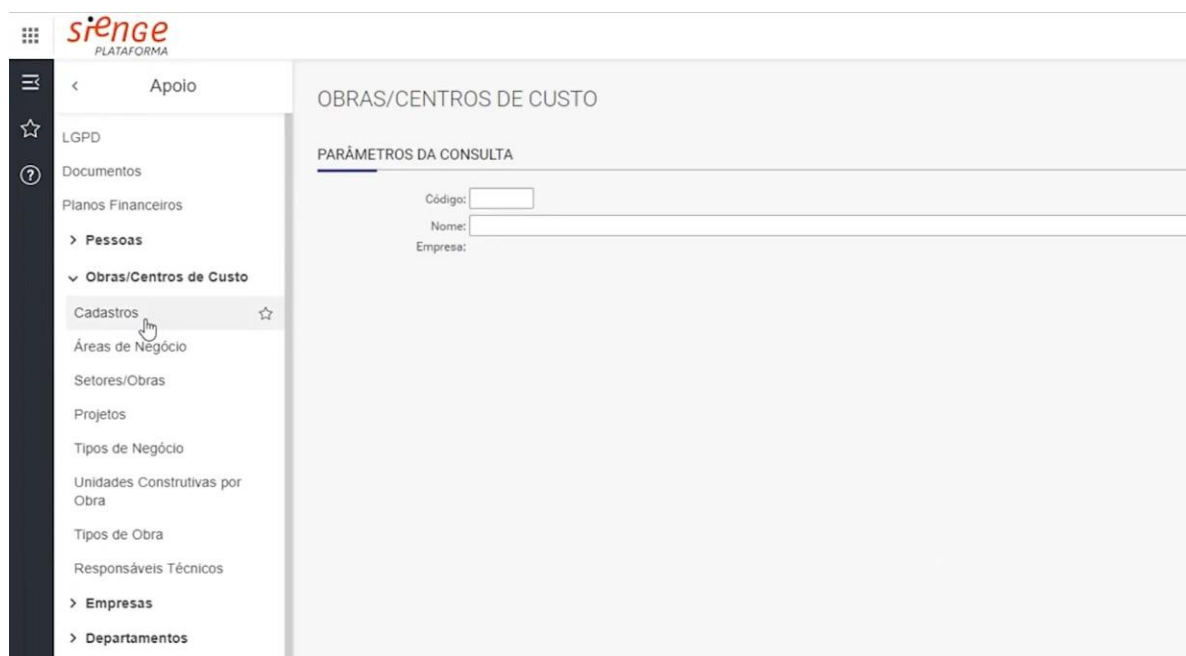 sienge
PLATAFORMA
Apoio
LGPD
Documentos
Planos Financeiros
Pessoas
Obras/Centros de Custo
Cadastros
Áreas de Negócio
Setores/Obras
Projetos
Tipos de Negócio
Unidades Construtivas por
Obra
Tipos de Obra
Responsáveis Técnicos
Empresas
Departamentos
OBRAS/CENTROS DE CUSTO
PARÂMETROS DA CONSULTA
Código:
Nome:
Empresa: